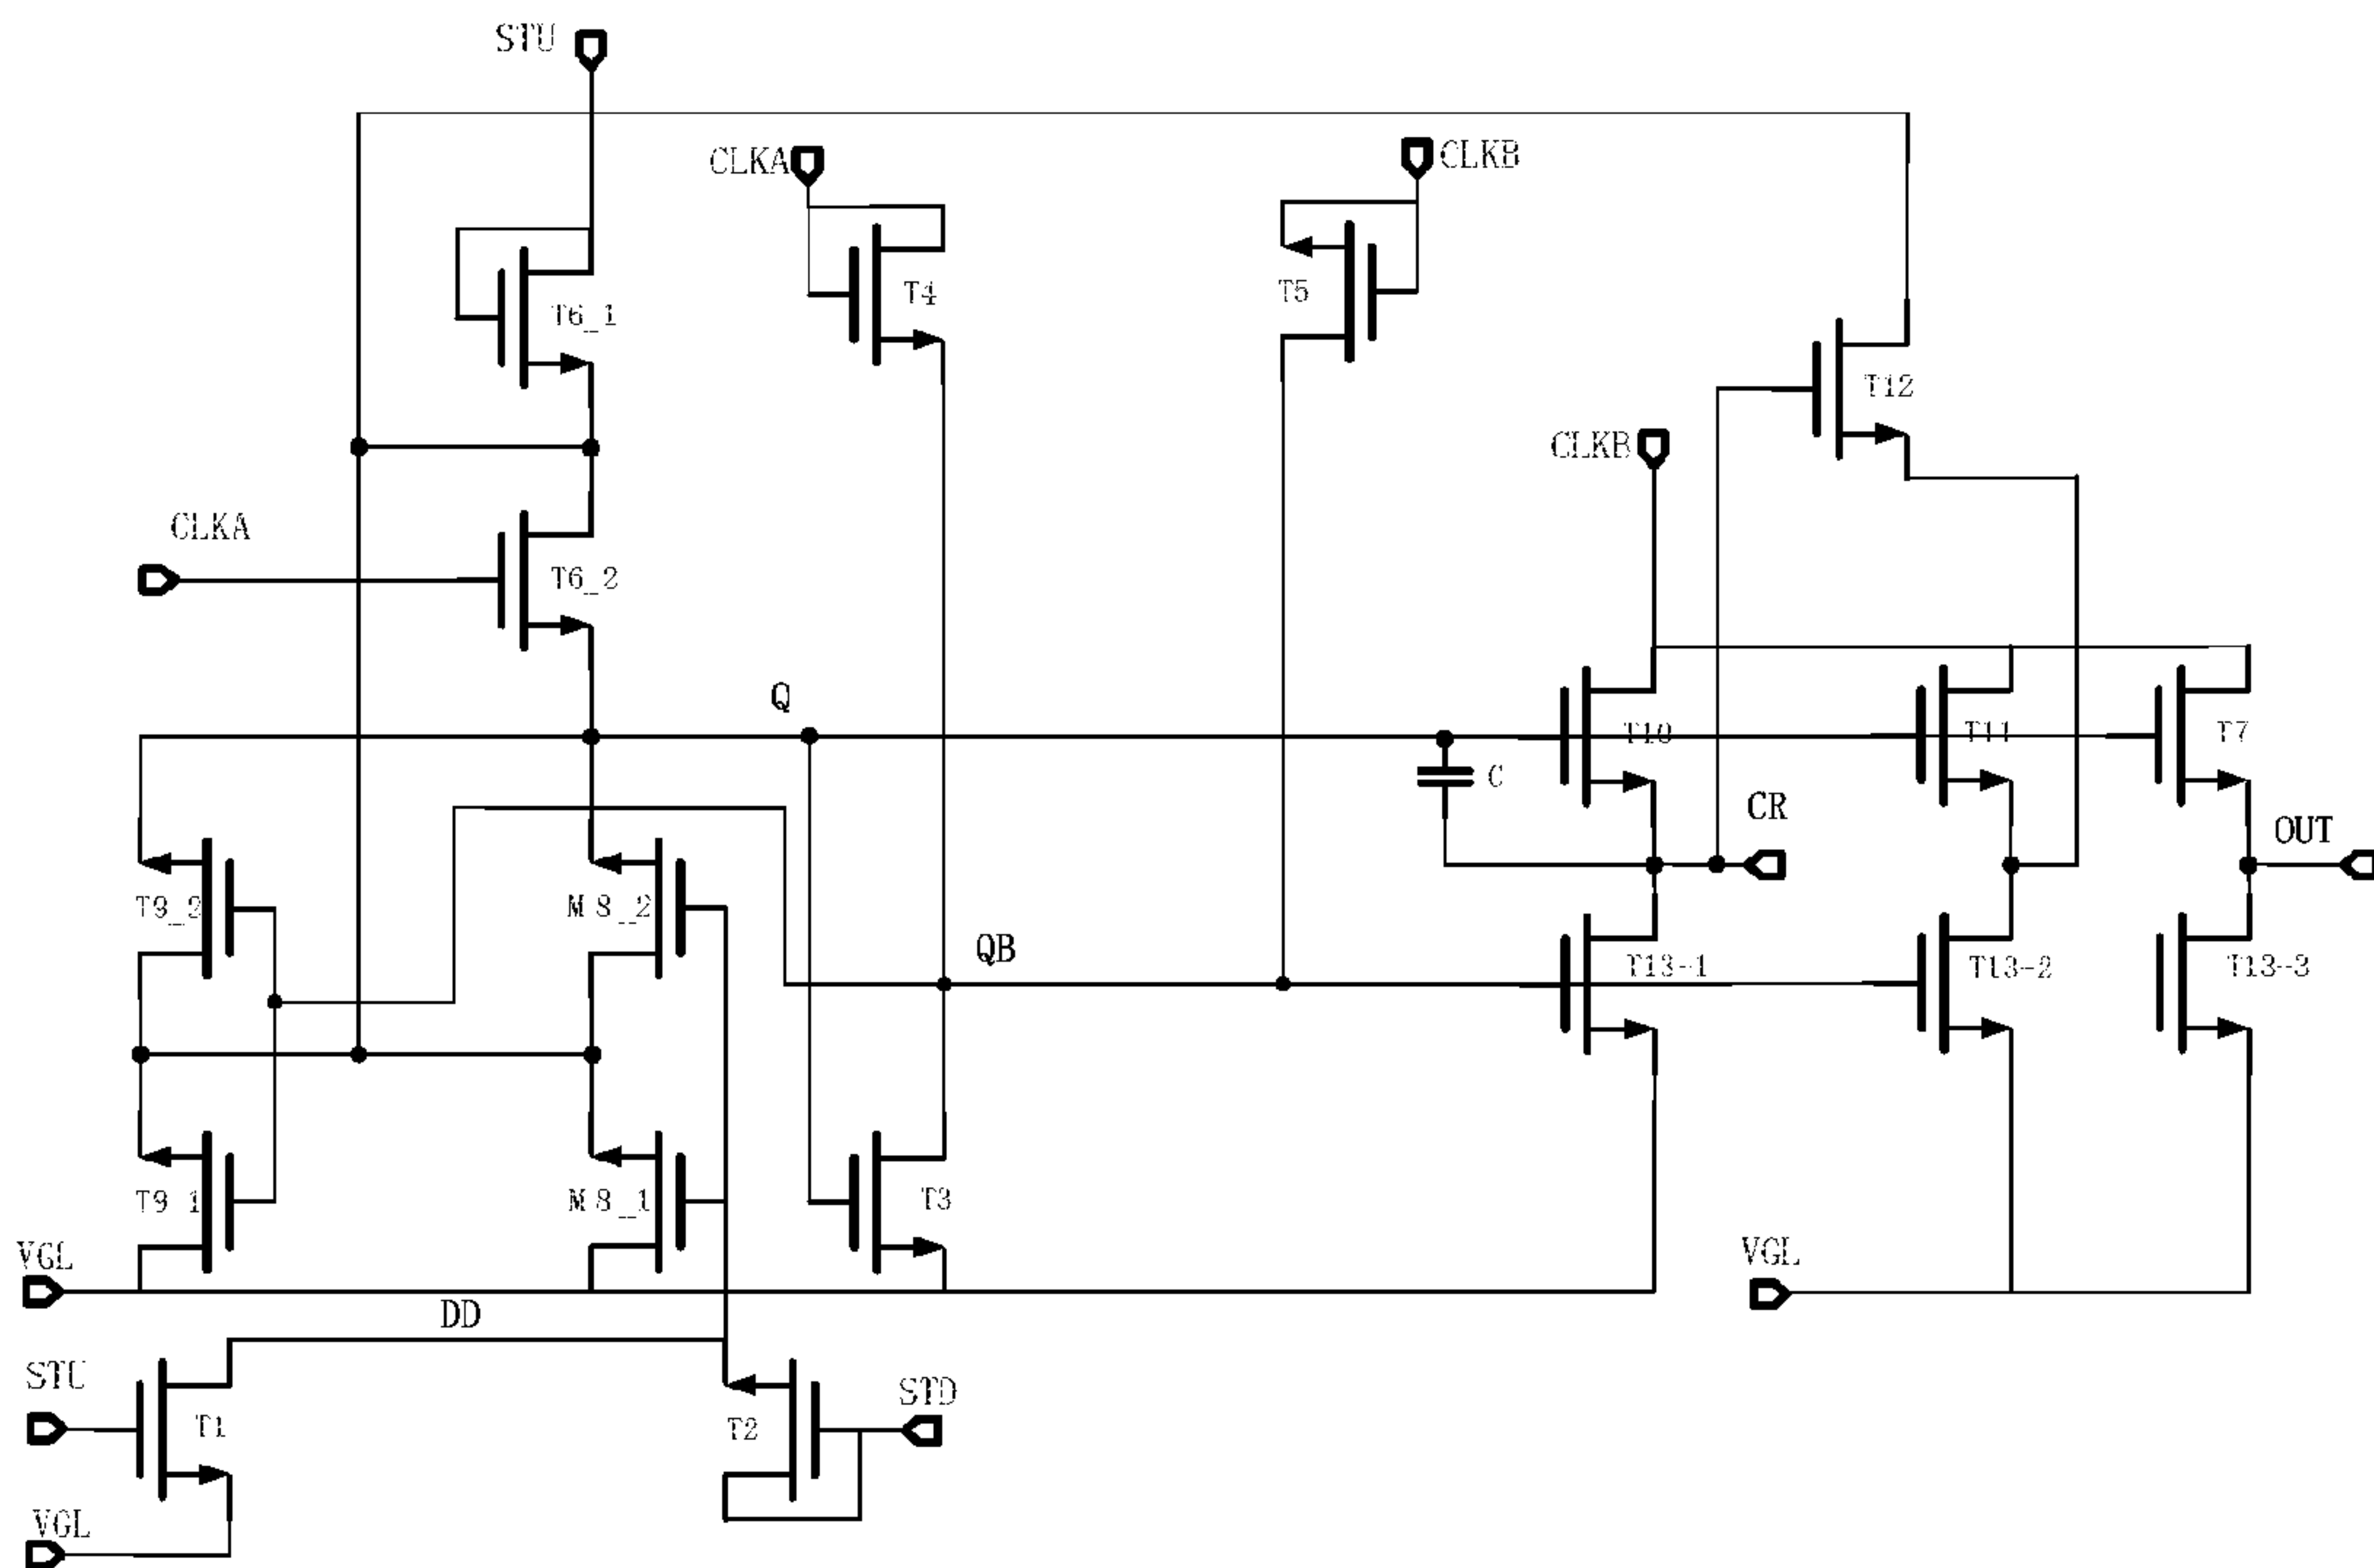 STU
CLKA
CLKB
T6_1
T4
T5
T12
CLKB
CLKA
T6_2
Q
T10
T11
T7
C
CR
OUT
T9_2
M8_2
QB
T13-1
T13-2
T13-3
T9_1
M8_1
T3
VGL
VGL
DD
STU
T1
T2
STD
VGL